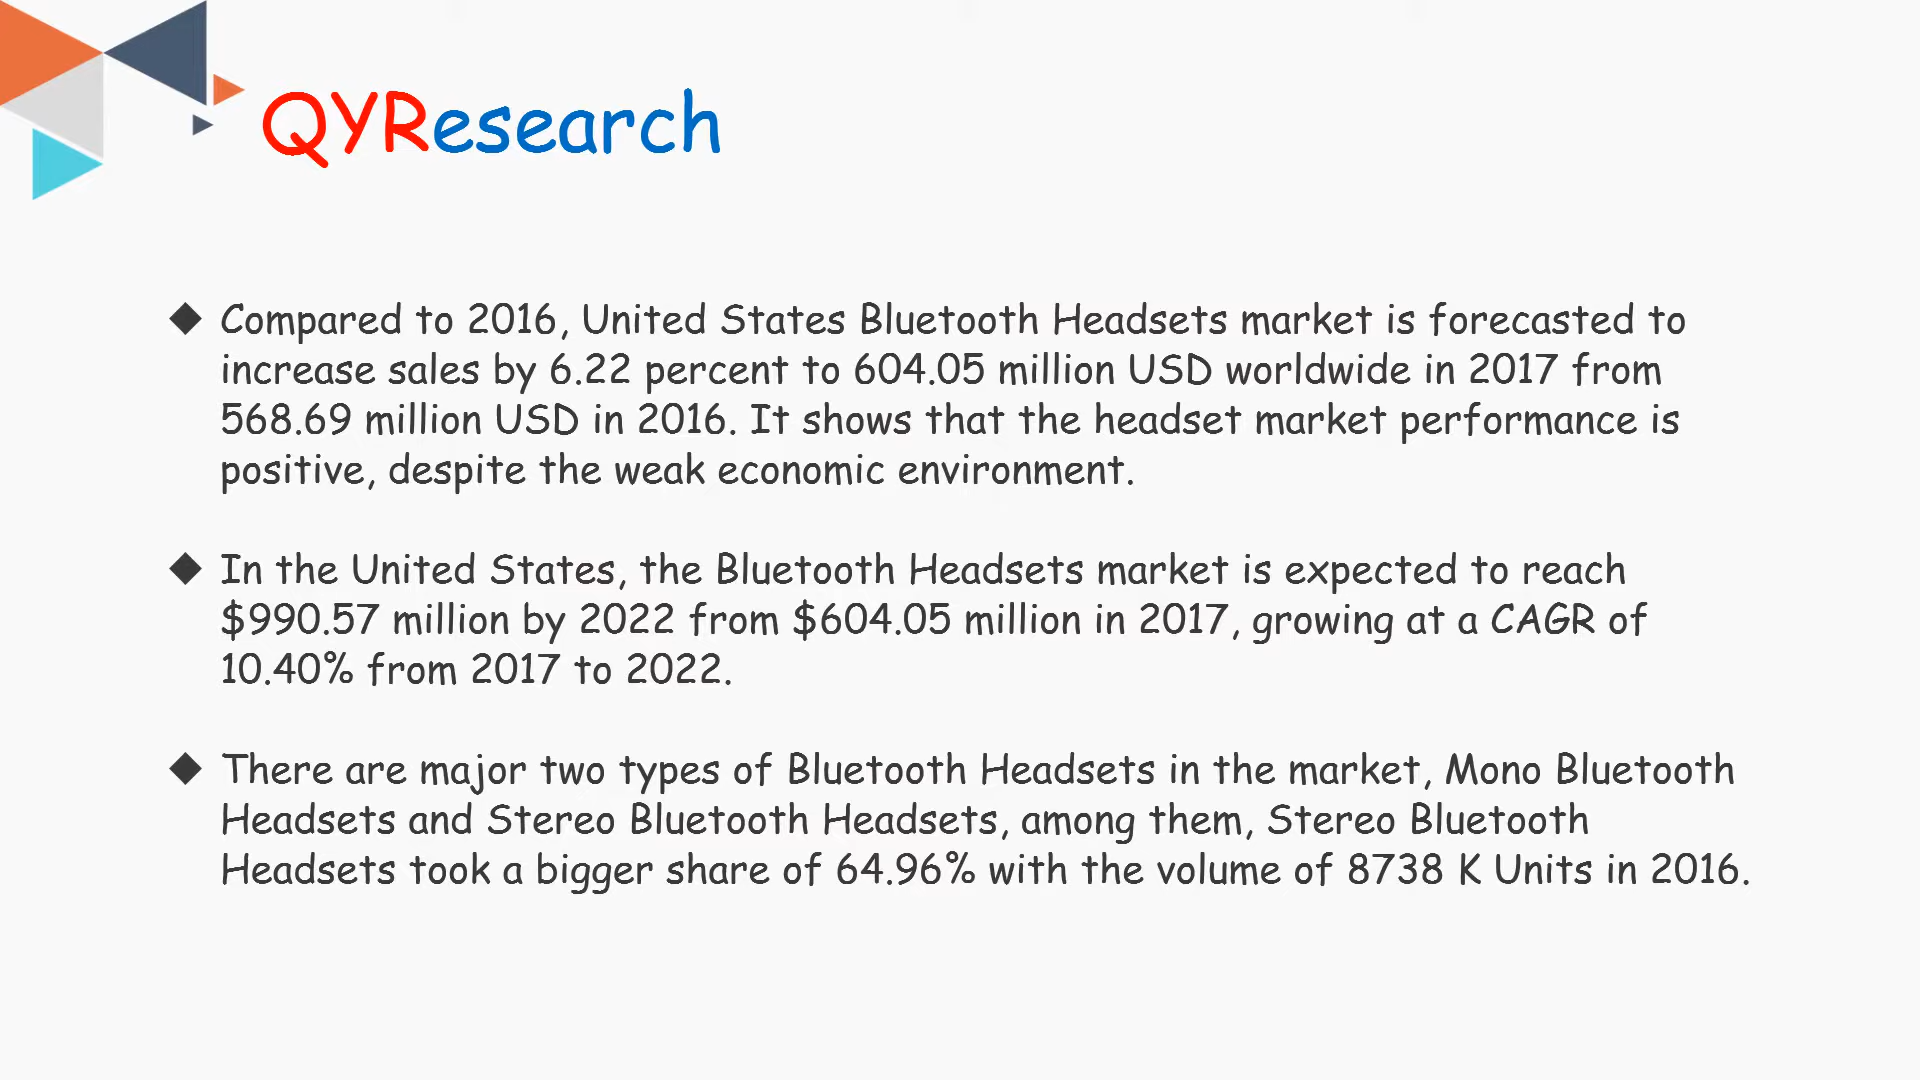 QYResearch
◆ Compared to 2016, United States Bluetooth Headsets market is forecasted to
increase sales by 6.22 percent to 604.05 million USD worldwide in 2017 from
568.69 million USD in 2016. It shows that the headset market performance is
positive, despite the weak economic environment.
◆ In the United States, the Bluetooth Headsets market is expected to reach
$990.57 million by 2022 from $604.05 million in 2017, growing at a CAGR of
10.40% from 2017 to 2022.
◆ There are major two types of Bluetooth Headsets in the market, Mono Bluetooth
Headsets and Stereo Bluetooth Headsets, among them, Stereo Bluetooth
Headsets took a bigger share of 64.96% with the volume of 8738 K Units in 2016.